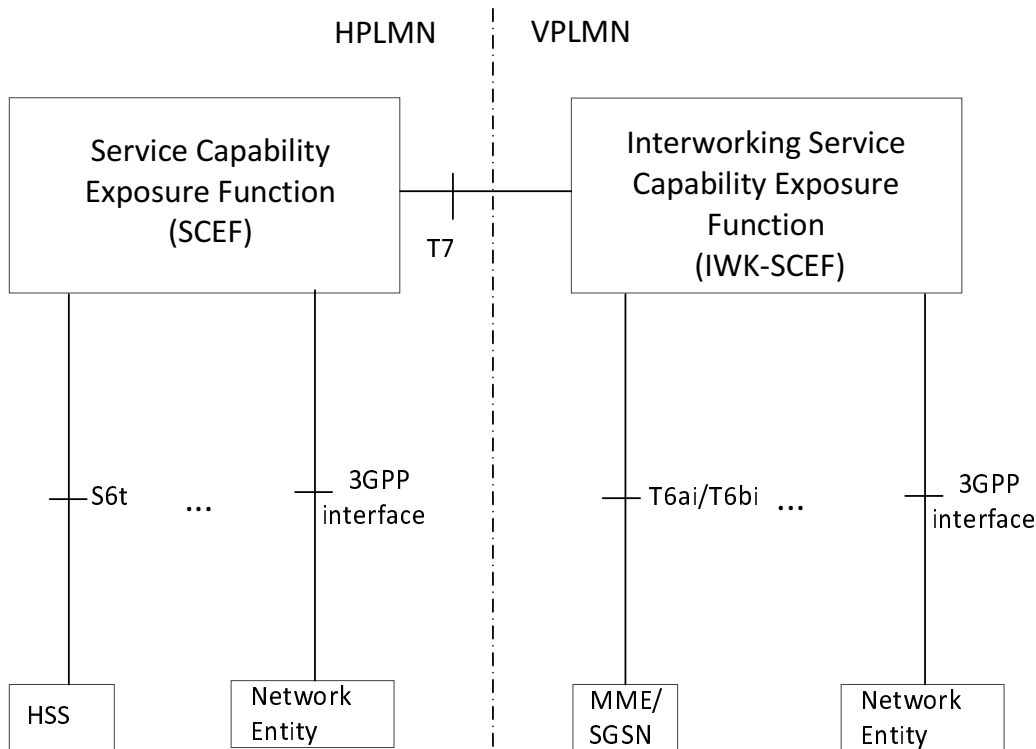 HPLMN
VPLMN
Service Capability
Exposure Function
(SCEF)
Interworking Service
Capability Exposure
Function
(IWK-SCEF)
T7
S6t
...
3GPP
interface
T6ai/T6bi
...
3GPP
interface
HSS
Network
Entity
MME/
SGSN
Network
Entity